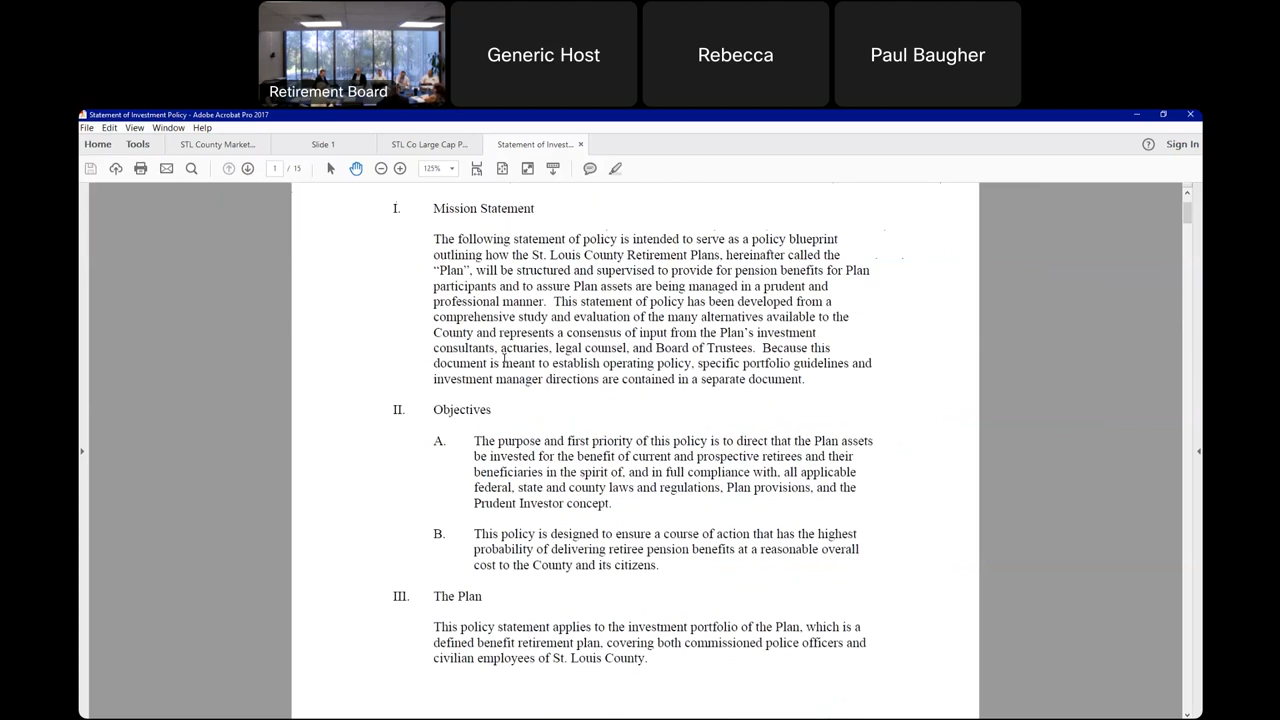 Generic Host
Rebecca
Paul Baugher
Retirement Board
Statement of Investment Policy - Adobe Acrobat Pro 2017
File Edit View Window Help
Home Tools STL County Market... Slide 1 STL Co Large Cap P... Statement of Invest... × Sign In
1 / 15 125%
I. Mission Statement
The following statement of policy is intended to serve as a policy blueprint
outlining how the St. Louis County Retirement Plans, hereinafter called the
“Plan”, will be structured and supervised to provide for pension benefits for Plan
participants and to assure Plan assets are being managed in a prudent and
professional manner. This statement of policy has been developed from a
comprehensive study and evaluation of the many alternatives available to the
County and represents a consensus of input from the Plan’s investment
consultants, actuaries, legal counsel, and Board of Trustees. Because this
document is meant to establish operating policy, specific portfolio guidelines and
investment manager directions are contained in a separate document.
II. Objectives
A. The purpose and first priority of this policy is to direct that the Plan assets
be invested for the benefit of current and prospective retirees and their
beneficiaries in the spirit of, and in full compliance with, all applicable
federal, state and county laws and regulations, Plan provisions, and the
Prudent Investor concept.
B. This policy is designed to ensure a course of action that has the highest
probability of delivering retiree pension benefits at a reasonable overall
cost to the County and its citizens.
III. The Plan
This policy statement applies to the investment portfolio of the Plan, which is a
defined benefit retirement plan, covering both commissioned police officers and
civilian employees of St. Louis County.